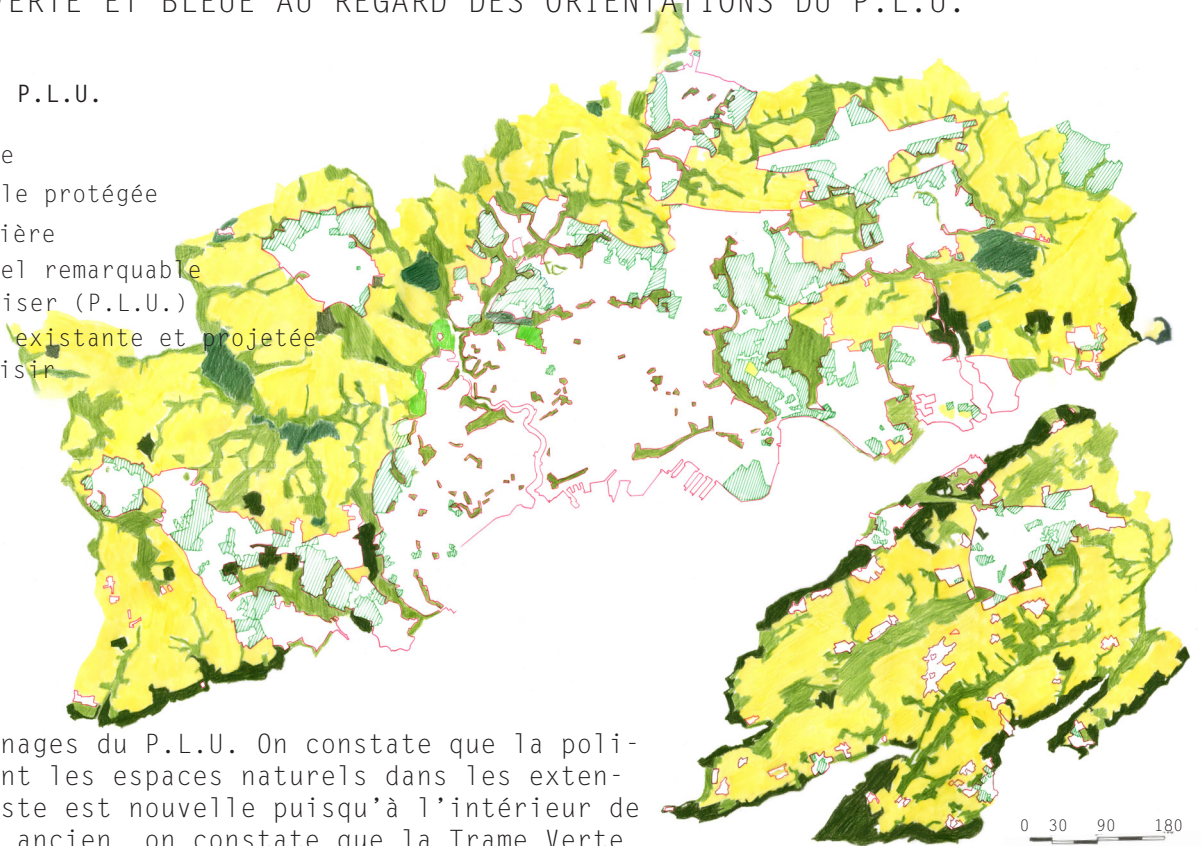 VERTE ET BLEUE AU REGARD DES ORIENTATIONS DU P.L.U.
P.L.U.
e
le protégée
ière
el remarquable
iser (P.L.U.)
existante et projetée
isir
nages du P.L.U. On constate que la poli-
nt les espaces naturels dans les exten-
ste est nouvelle puisqu'à l'intérieur de
ancien, on constate que la Trame Verte
0 30 90 180